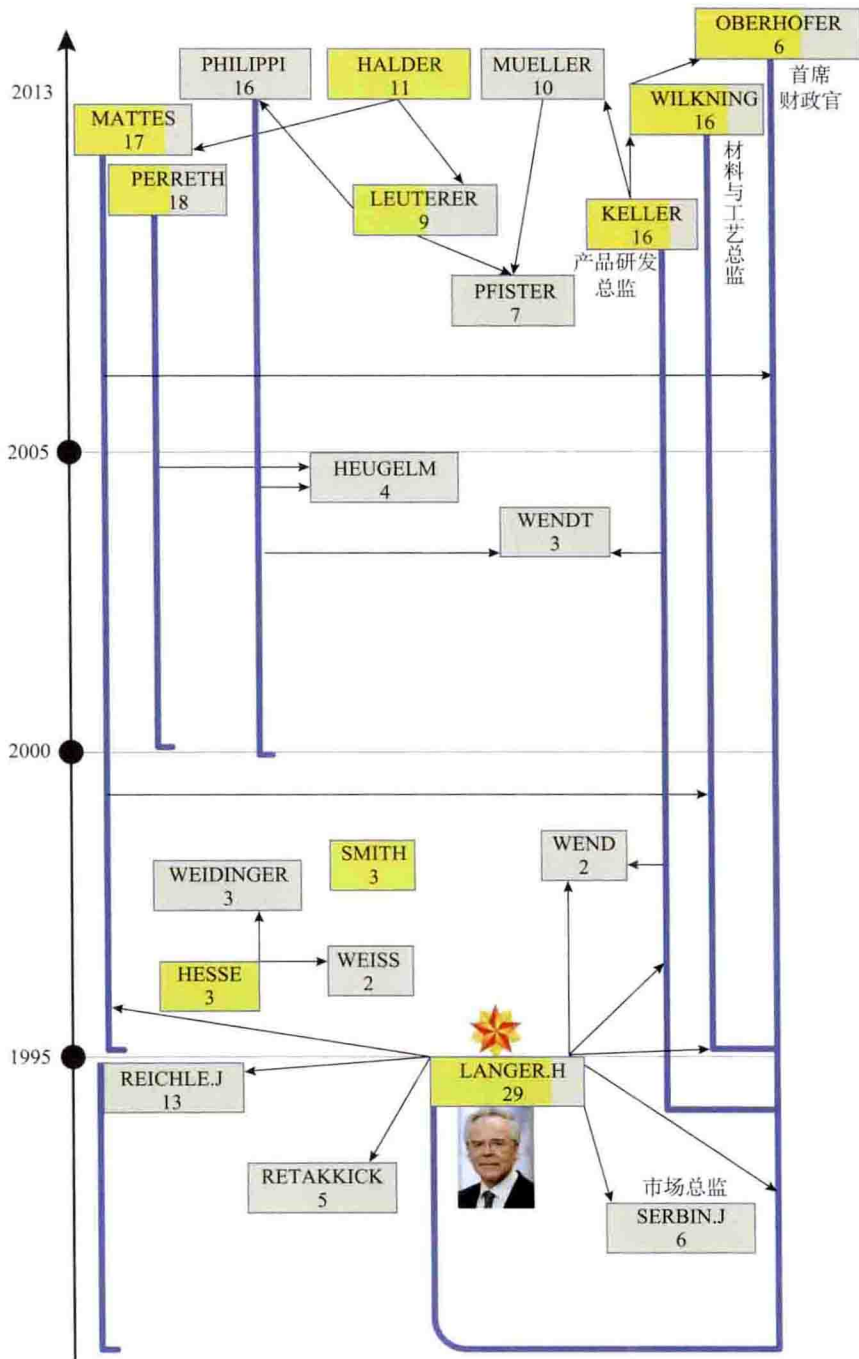 OBERHOFER
6
首席
财政官
PHILIPPI
16
HALDER
11
MUELLER
10
2013
WILKNING
16
材料与工艺总监
MATTES
17
PERRETH
18
LEUTERER
9
KELLER
16
产品研发
总监
PFISTER
7
2005
HEUGELM
4
WENDT
3
2000
SMITH
3
WEND
2
WEIDINGER
3
WEISS
2
HESSE
3
1995
REICHLE.J
13
LANGER.H
29
RETAKKICK
5
市场总监
SERBIN.J
6